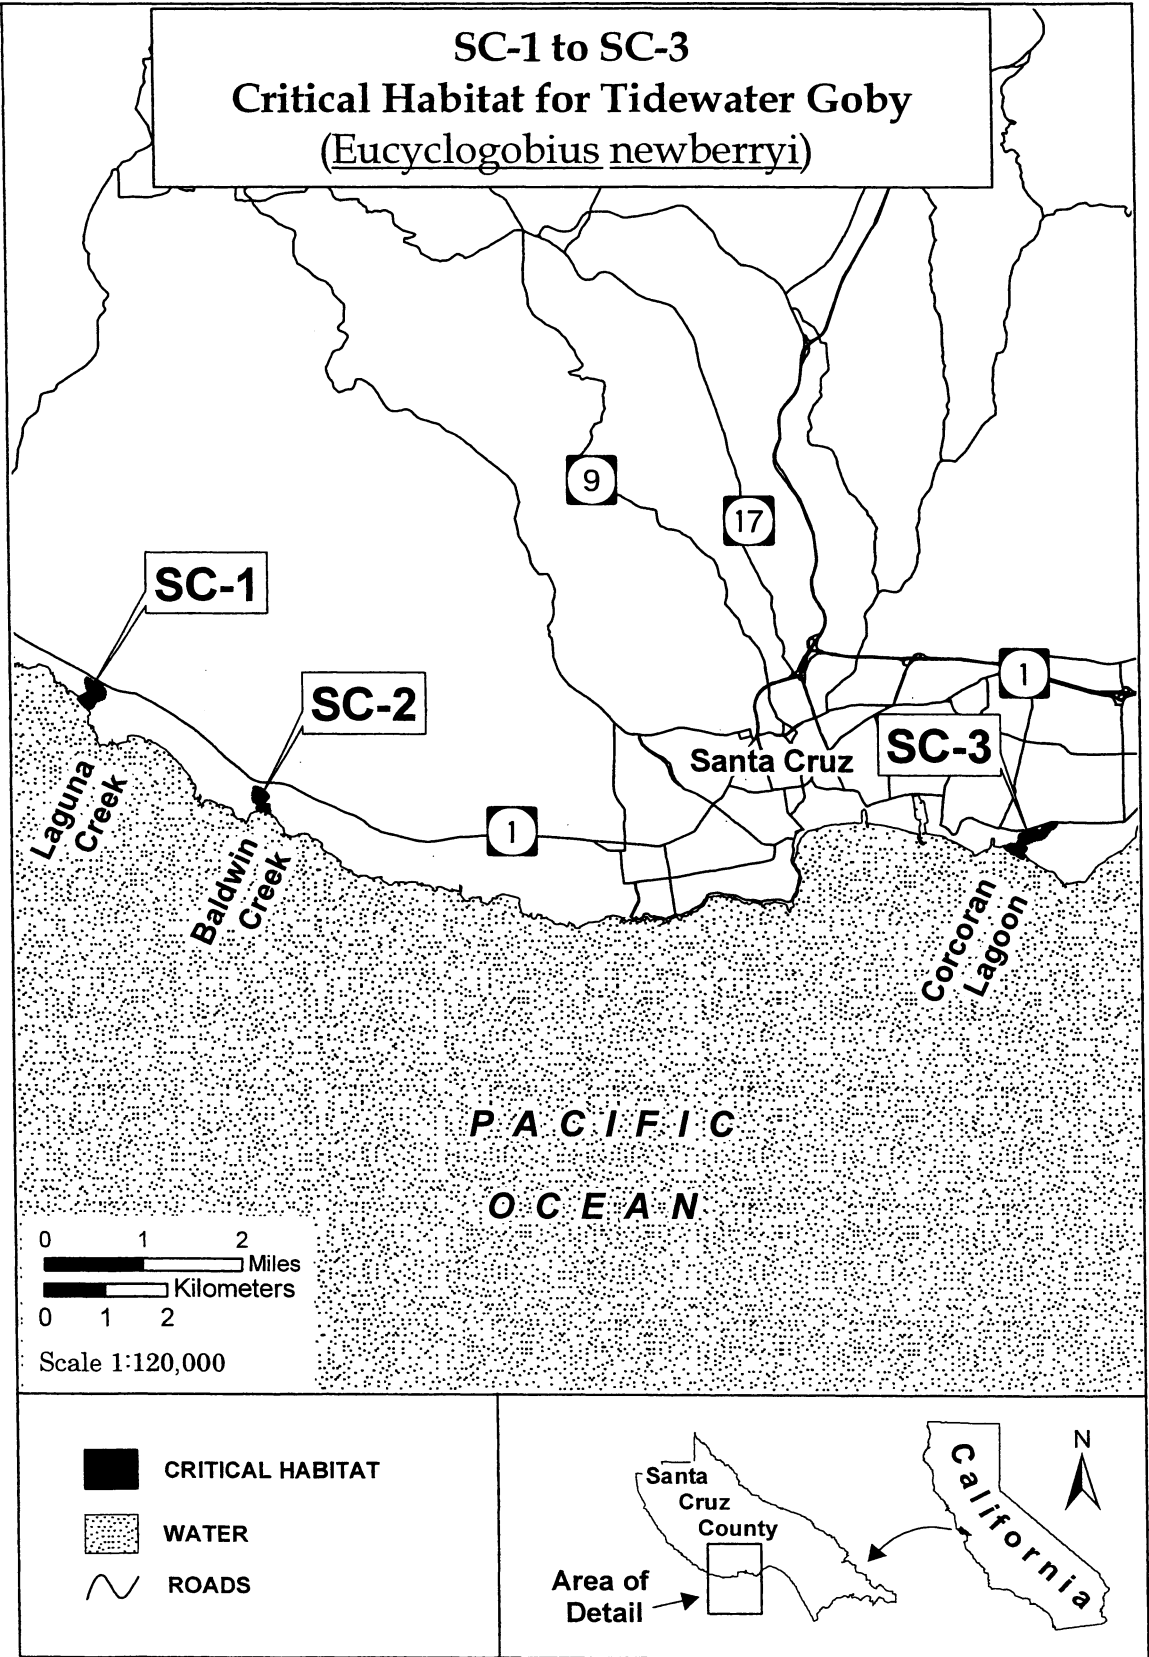 SC-1 to SC-3
Critical Habitat for Tidewater Goby
(Eucyclogobius newberryi)
9
17
SC-1
1
SC-2
SC-3
Santa Cruz
Laguna
Creek
1
Baldwin
Creek
Corcoran
Lagoon
PACIFIC
OCEAN
0 1 2
Miles
Kilometers
0 1 2
Scale 1:120,000
CRITICAL HABITAT
WATER
ROADS
Santa
Cruz
County
Area of
Detail
California
N